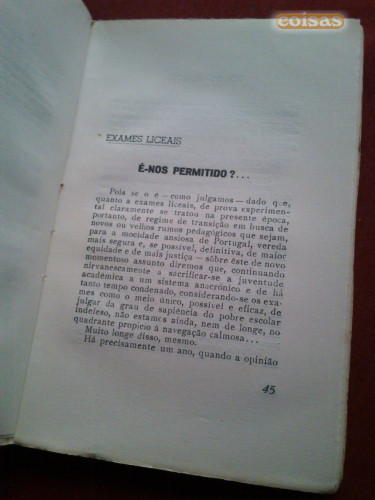 coisas
EXAMES LICEAIS
É-NOS PERMITIDO?...
Pois se o é—como julgamos—dado que,
quanto a exames liceais, de prova experimen-
tal claramente se tratou na presente época,
portanto, de regime de transição em busca de
novos ou velhos rumos pedagógicos que sejam,
para a mocidade ansiosa de Portugal, vereda
mais segura e, se possível, definitiva, de maior
equidade e de mais justiça—sôbre êste de novo
momentoso assunto diremos que, continuando
nirvanescamente a sacrificar-se a juventude
académica a um sistema anacrónico e de há
tanto tempo condenado, considerando-se os exa-
mes como o meio único, possível e eficaz, de
julgar da grau de sapiência do pobre escolar
indefeso, não estamos ainda, nem de longe, no
quadrante propício à navegação calmosa...
Muito longe disso, mesmo.
Há precisamente um ano, quando a opinião
45